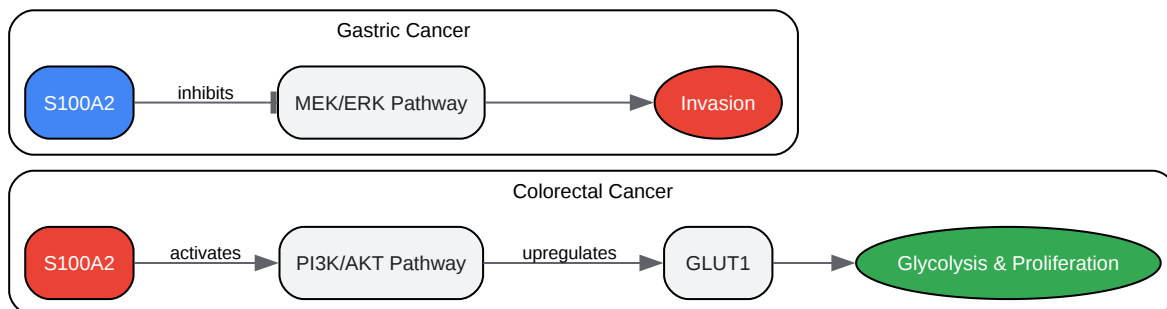 Gastric Cancer
S100A2
inhibits
MEK/ERK Pathway
Invasion
Colorectal Cancer
S100A2
activates
PI3K/AKT Pathway
upregulates
GLUT1
Glycolysis & Proliferation